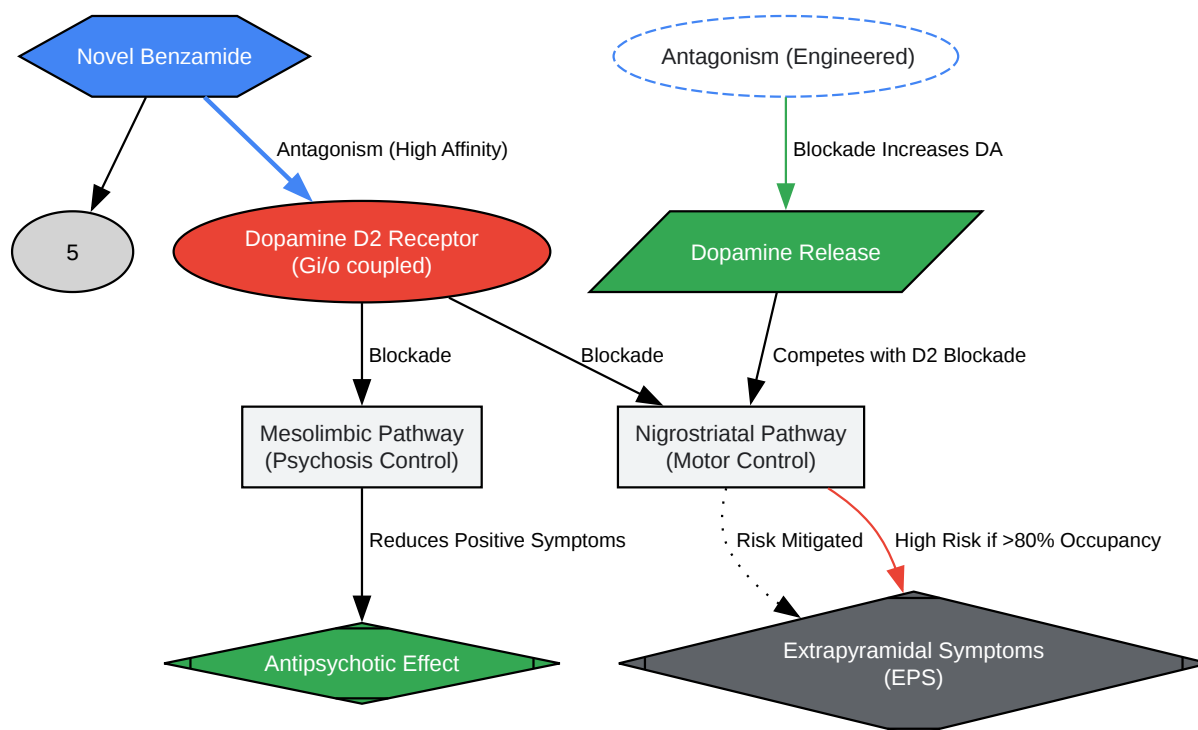 Novel Benzamide
Antagonism (Engineered)
Antagonism (High Affinity)
Blockade Increases DA
5
Dopamine D2 Receptor
(Gi/o coupled)
Dopamine Release
Blockade
Blockade
Competes with D2 Blockade
Mesolimbic Pathway
(Psychosis Control)
Nigrostriatal Pathway
(Motor Control)
Reduces Positive Symptoms
Risk Mitigated
High Risk if >80% Occupancy
Antipsychotic Effect
Extrapyramidal Symptoms
(EPS)